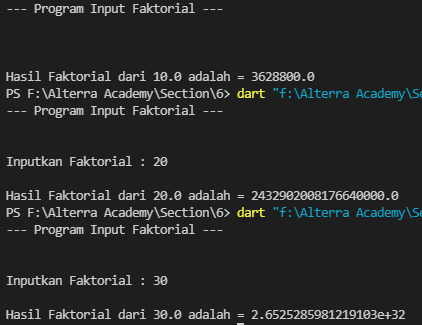 --- Program Input Faktorial ---
Hasil Faktorial dari 10.0 adalah = 3628800.0
PS F:\Alterra Academy\Section\6> dart "f:\Alterra Academy\Se
--- Program Input Faktorial ---
Inputkan Faktorial : 20
Hasil Faktorial dari 20.0 adalah = 2432902008176640000.0
PS F:\Alterra Academy\Section\6> dart "f:\Alterra Academy\Se
--- Program Input Faktorial ---
Inputkan Faktorial : 30
Hasil Faktorial dari 30.0 adalah = 2.6525285981219103e+32